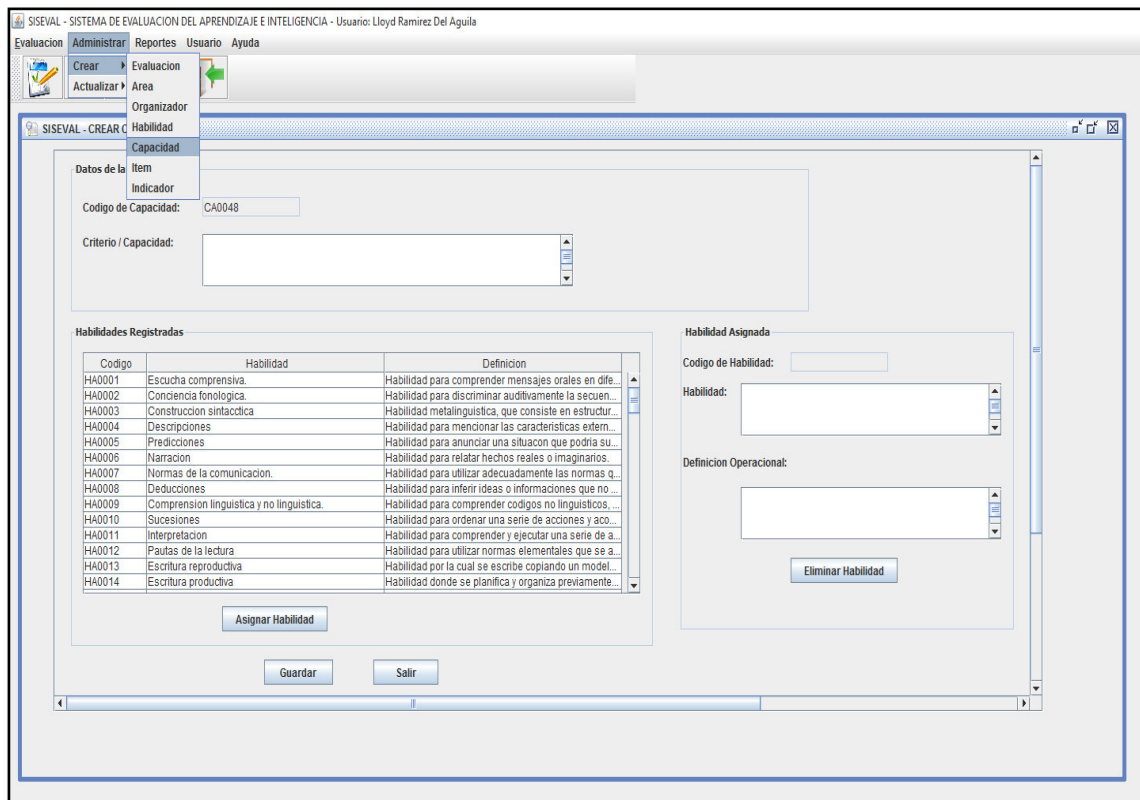 SISEVAL - SISTEMA DE EVALUACION DEL APRENDIZAJE E INTELIGENCIA - Usuario: Lloyd Ramirez Del Aguila
Evaluacion Administrar Reportes Usuario Ayuda
Crear
Actualizar
Evaluacion
Area
Organizador
Habilidad
Capacidad
Item
Indicador
SISEVAL - CREAR
Datos de la
Codigo de Capacidad: CA0048
Criterio / Capacidad:
Habilidades Registradas
Codigo Habilidad Definicion
HA0001 Escucha comprensiva. Habilidad para comprender mensajes orales en dife...
HA0002 Conciencia fonologica. Habilidad para discriminar auditivamente la secuen...
HA0003 Construccion sintacctica Habilidad metalinguistica, que consiste en estructur...
HA0004 Descripciones Habilidad para mencionar las caracteristicas extern...
HA0005 Predicciones Habilidad para anunciar una situacon que podria su...
HA0006 Narracion Habilidad para relatar hechos reales o imaginarios.
HA0007 Normas de la comunicacion. Habilidad para utilizar adecuadamente las normas q...
HA0008 Deducciones Habilidad para inferir ideas o informaciones que no ...
HA0009 Comprension linguistica y no linguistica. Habilidad para comprender codigos no linguisticos, ...
HA0010 Sucesiones Habilidad para ordenar una serie de acciones y aco...
HA0011 Interpretacion Habilidad para comprender y ejecutar una serie de a...
HA0012 Pautas de la lectura Habilidad para utilizar normas elementales que se a...
HA0013 Escritura reproductiva Habilidad por la cual se escribe copiando un model...
HA0014 Escritura productiva Habilidad donde se planifica y organiza previamente...
Asignar Habilidad
Habilidad Asignada
Codigo de Habilidad:
Habilidad:
Definicion Operacional:
Eliminar Habilidad
Guardar Salir